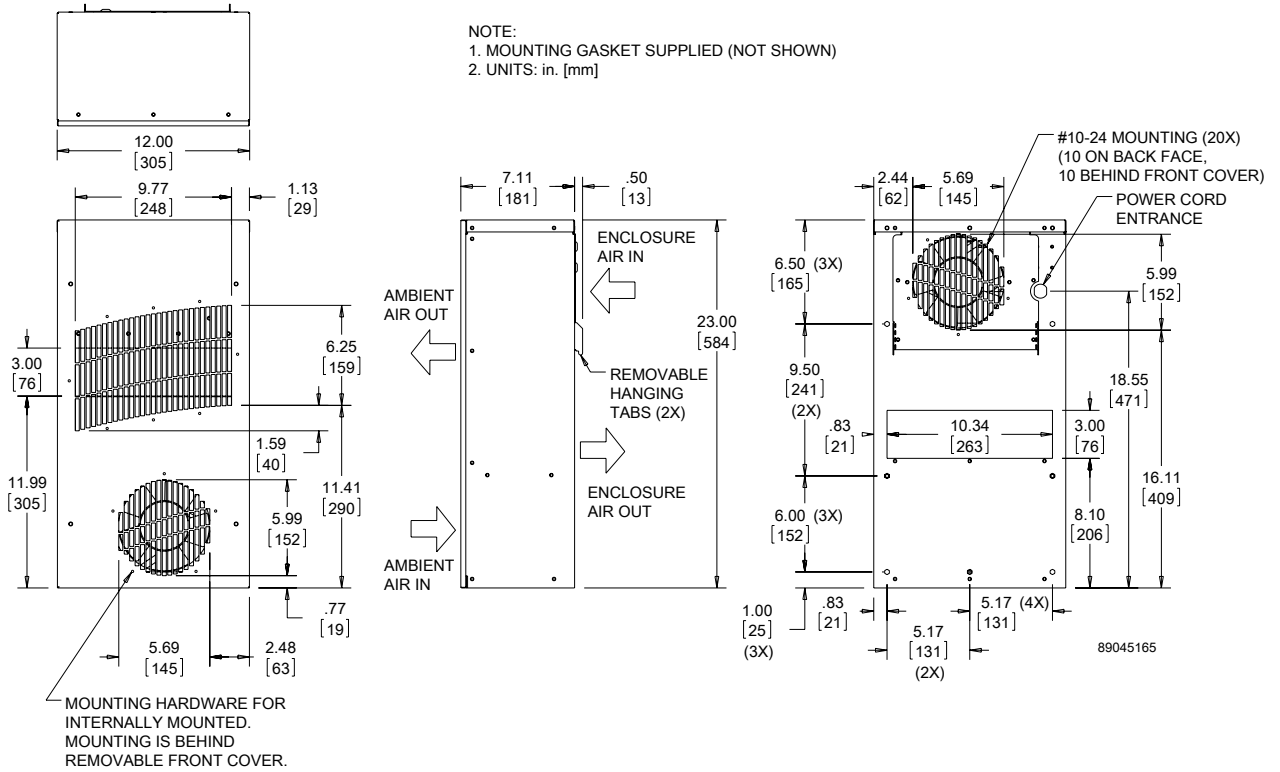 NOTE:
1. MOUNTING GASKET SUPPLIED (NOT SHOWN)
2. UNITS: in. [mm]
12.00
[305]
9.77
[248]
1.13
[29]
3.00
[76]
6.25
[159]
1.59
[40]
11.99
[305]
11.41
[290]
5.99
[152]
.77
[19]
5.69
[145]
2.48
[63]
MOUNTING HARDWARE FOR
INTERNALLY MOUNTED.
MOUNTING IS BEHIND
REMOVABLE FRONT COVER.
7.11
[181]
.50
[13]
ENCLOSURE
AIR IN
AMBIENT
AIR OUT
23.00
[584]
REMOVABLE
HANGING
TABS (2X)
ENCLOSURE
AIR OUT
AMBIENT
AIR IN
#10-24 MOUNTING (20X)
(10 ON BACK FACE,
10 BEHIND FRONT COVER)
POWER CORD
ENTRANCE
2.44
[62]
5.69
[145]
6.50 (3X)
[165]
5.99
[152]
9.50
[241]
(2X)
18.55
[471]
.83
[21]
10.34
[263]
3.00
[76]
16.11
[409]
6.00 (3X)
[152]
8.10
[206]
1.00
[25]
(3X)
.83
[21]
5.17 (4X)
[131]
5.17
[131]
(2X)
89045165